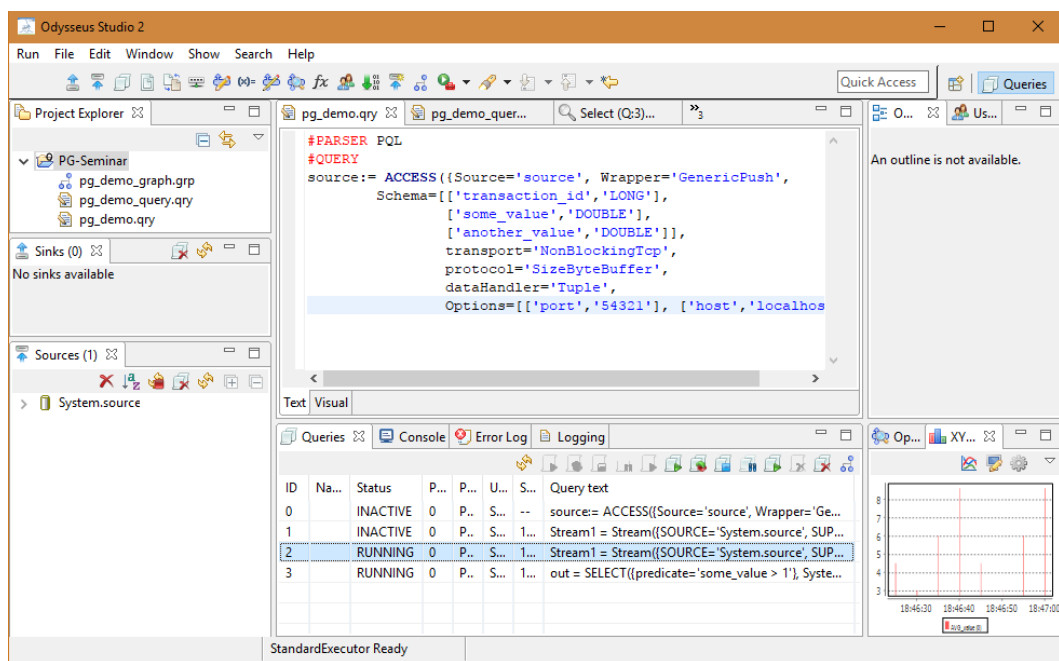 Odysseus Studio 2
Run File Edit Window Show Search Help
Quick Access
Queries
Project Explorer
PG-Seminar
pg_demo_graph.grp
pg_demo_query.qry
pg_demo.qry
Sinks (0)
No sinks available
Sources (1)
System.source
pg_demo.qry pg_demo_quer... Select (Q:3)... »3
#PARSER PQL
#QUERY
source:= ACCESS({Source='source', Wrapper='GenericPush',
Schema=[['transaction_id','LONG'],
['some_value','DOUBLE'],
['another_value','DOUBLE']],
transport='NonBlockingTcp',
protocol='SizeByteBuffer',
dataHandler='Tuple',
Options=[['port','54321'], ['host','localhos
Text Visual
O... Us...
An outline is not available.
Queries Console Error Log Logging
ID Na... Status P... P... U... S... Query text
0 INACTIVE 0 P.. S... -- source:= ACCESS({Source='source', Wrapper='Ge...
1 INACTIVE 0 P.. S... 1... Stream1 = Stream({SOURCE='System.source', SUP...
2 RUNNING 0 P.. S... 1... Stream1 = Stream({SOURCE='System.source', SUP...
3 RUNNING 0 P.. S... 1... out = SELECT({predicate='some_value > 1'}, Syste...
Op... XY...
8
7
6
5
4
3
18:46:30 18:46:40 18:46:50 18:47:00
StandardExecutor Ready